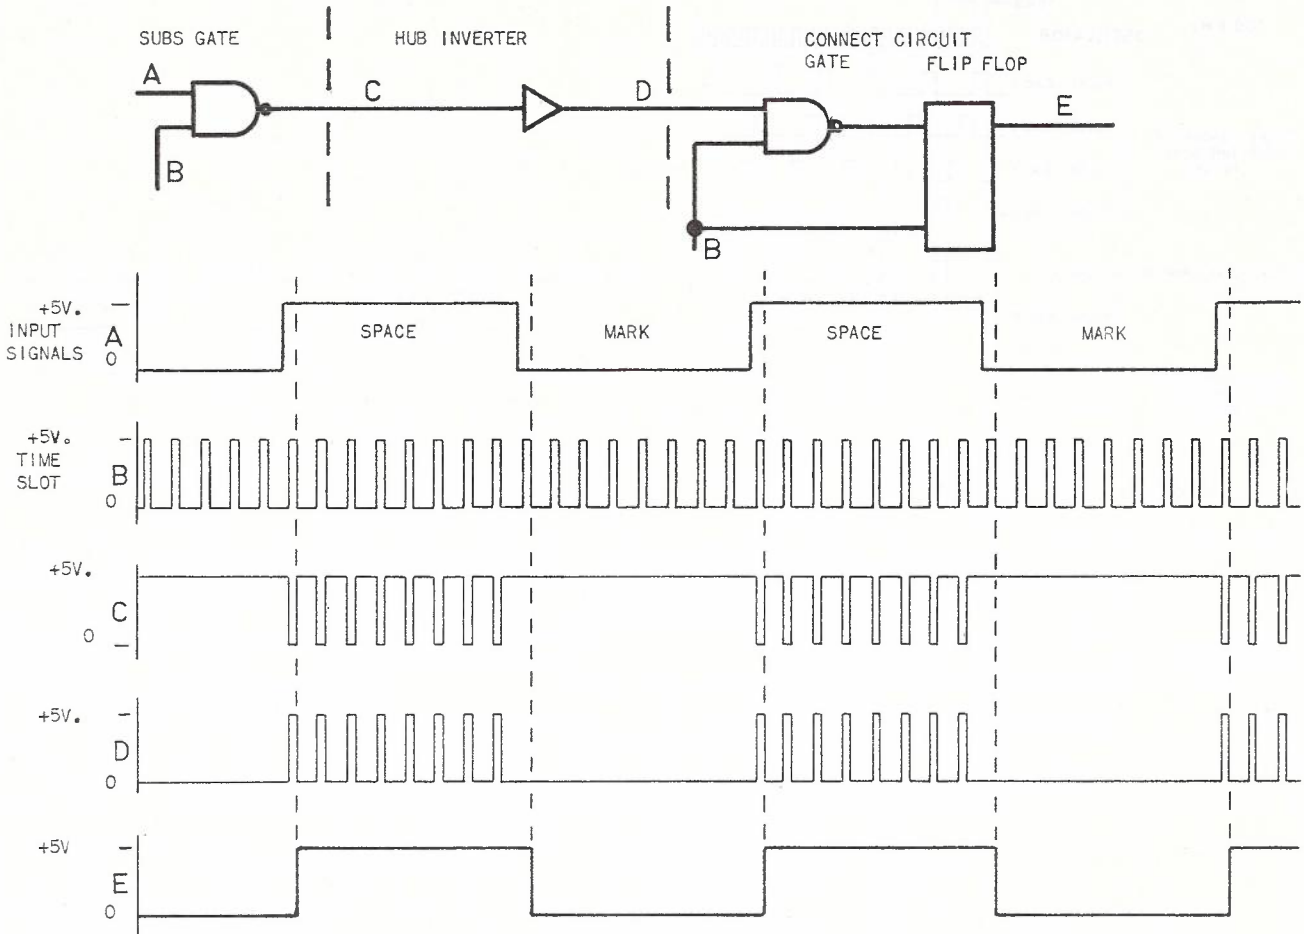 SUBS GATE
HUB INVERTER
CONNECT CIRCUIT
GATE FLIP FLOP
A
C
D
E
B
B
+5V.
INPUT
SIGNALS
A
0
SPACE
MARK
SPACE
MARK
+5V.
TIME
SLOT
B
0
+5V.
C
0
+5V.
D
0
+5V
E
0